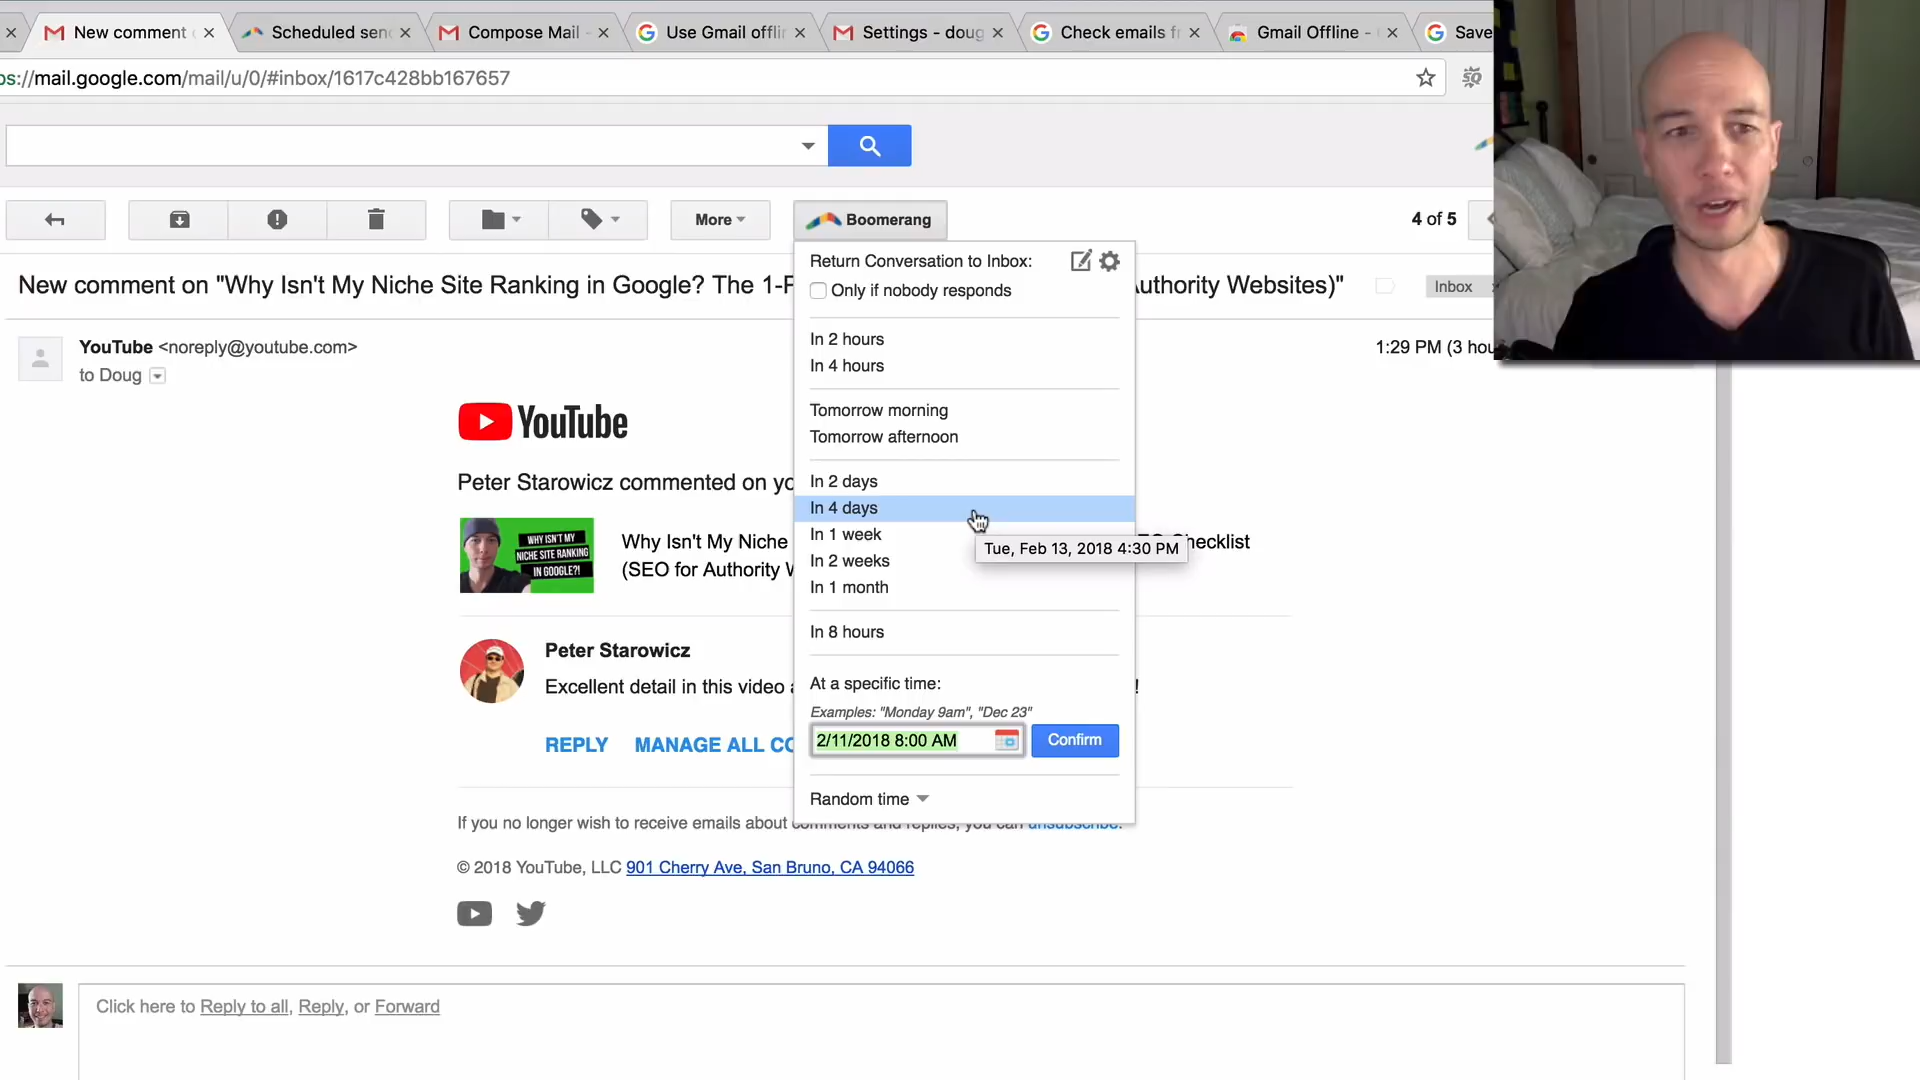 New comment
Scheduled sen
Compose Mail -
Use Gmail offli
Settings - doug
Check emails f
Gmail Offline -
Save
ps://mail.google.com/mail/u/0/#inbox/1617c428bb167657
More
Boomerang
4 of 5
New comment on "Why Isn't My Niche Site Ranking in Google? The 1-P
uthority Websites)"
Inbox
Return Conversation to Inbox:
Only if nobody responds
YouTube <noreply@youtube.com>
1:29 PM (3 hou
to Doug
In 2 hours
In 4 hours
Tomorrow morning
Tomorrow afternoon
In 2 days
In 4 days
In 1 week
In 2 weeks
In 1 month
In 8 hours
Tue, Feb 13, 2018 4:30 PM
At a specific time:
Examples: "Monday 9am", "Dec 23"
2/11/2018 8:00 AM
Confirm
Random time
YouTube
Peter Starowicz commented on yo
WHY ISN'T MY
NICHE SITE RANKING
IN GOOGLE?!
Why Isn't My Niche
Checklist
(SEO for Authority W
Peter Starowicz
Excellent detail in this video
!
REPLY MANAGE ALL CO
If you no longer wish to receive emails about comments and replies, you can unsubscribe.
© 2018 YouTube, LLC 901 Cherry Ave, San Bruno, CA 94066
Click here to Reply to all, Reply, or Forward